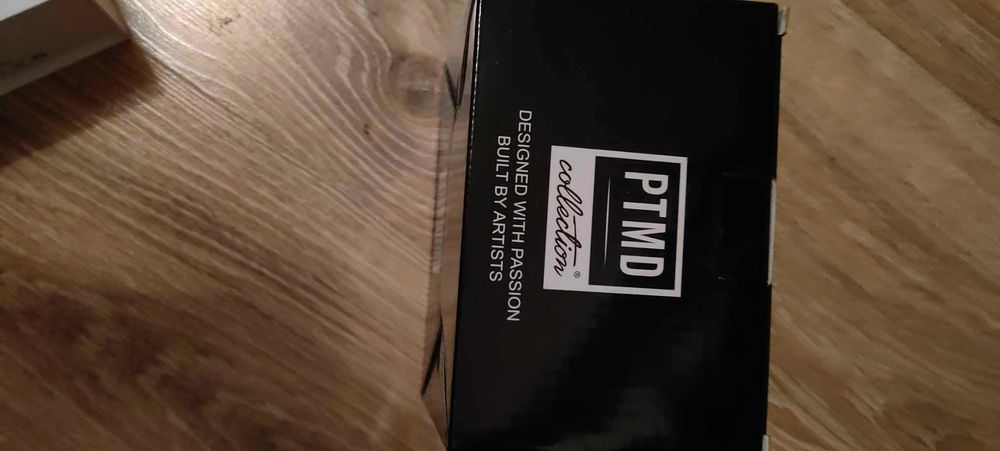 PTMD
collection®
DESIGNED WITH PASSION
BUILT BY ARTISTS